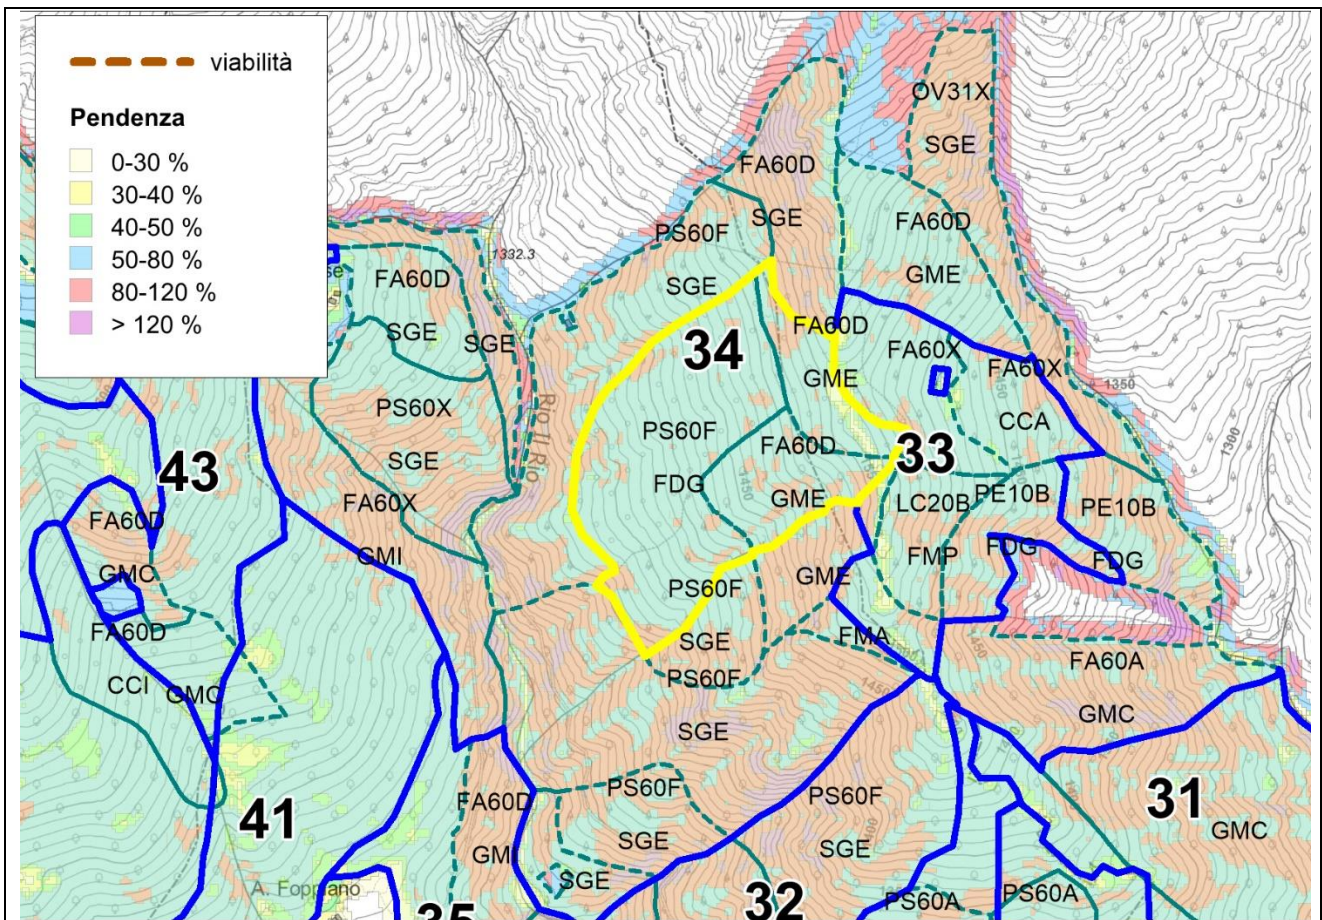 viabilità
Pendenza
0-30 %
30-40 %
40-50 %
50-80 %
80-120 %
> 120 %
OV31X
SGE
FA60D
SGE
PS60F
SGE
FA60D
GME
1332.3
FA60D
SGE
SGE
34
FA60D
GME
FA60X
FA60X
CCA
1350
1300
PS60X
SGE
Rio Il Rio
PS60F
FDG
FA60D
GME
1450
33
43
FA60D
GMC
FA60X
GMI
LC20B
FMP
PE10B
FDG
PE10B
FDG
GME
PS60F
SGE
PS60F
SGE
FMA
FA60D
CCI
GMC
FA60A
GMC
1450
1450
41
FA60D
GMI
PS60F
SGE
PS60F
SGE
31
GMC
A. Foppiano
SGE
35
32
PS60A
PS60A